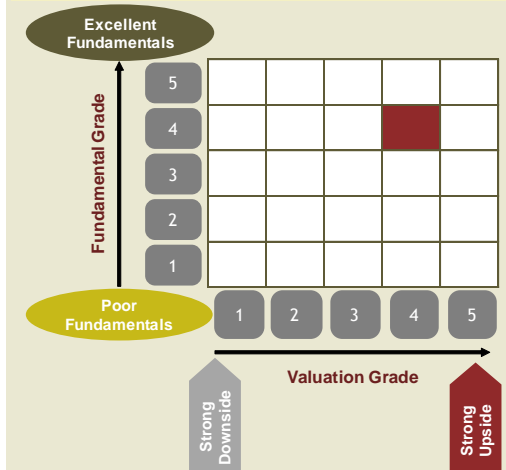 Excellent
Fundamentals
Fundamental Grade
5
4
3
2
1
Poor
Fundamentals
1 2 3 4 5
Valuation Grade
Strong
Downside
Strong
Upside